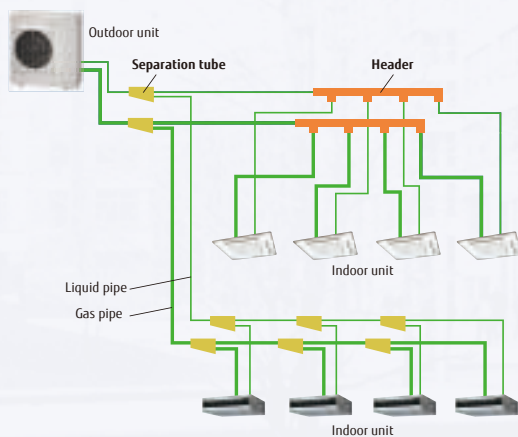 Outdoor unit
Separation tube
Header
Indoor unit
Liquid pipe
Gas pipe
Indoor unit